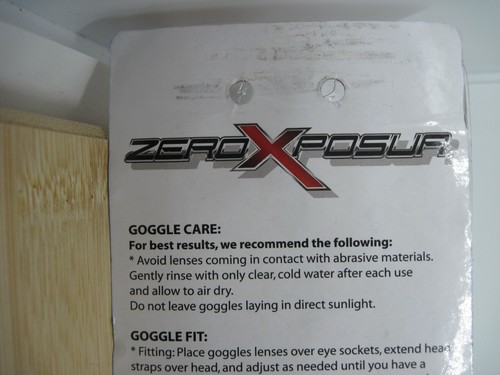 ZEROXPOSUR
GOGGLE CARE:
For best results, we recommend the following:
* Avoid lenses coming in contact with abrasive materials.
Gently rinse with only clear, cold water after each use
and allow to air dry.
Do not leave goggles laying in direct sunlight.
GOGGLE FIT:
* Fitting: Place goggles lenses over eye sockets, extend head
straps over head, and adjust as needed until you have a